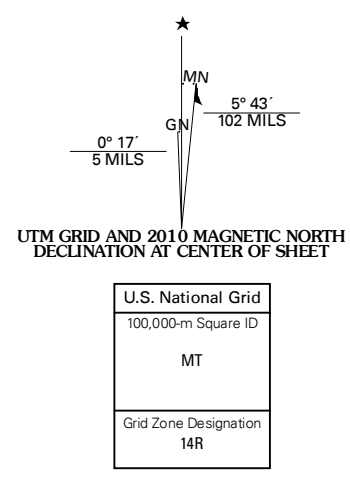 ★
MN
5° 43´
102 MILS
GN
0° 17´
5 MILS
UTM GRID AND 2010 MAGNETIC NORTH
DECLINATION AT CENTER OF SHEET
U.S. National Grid
100,000-m Square ID
MT
Grid Zone Designation
14R